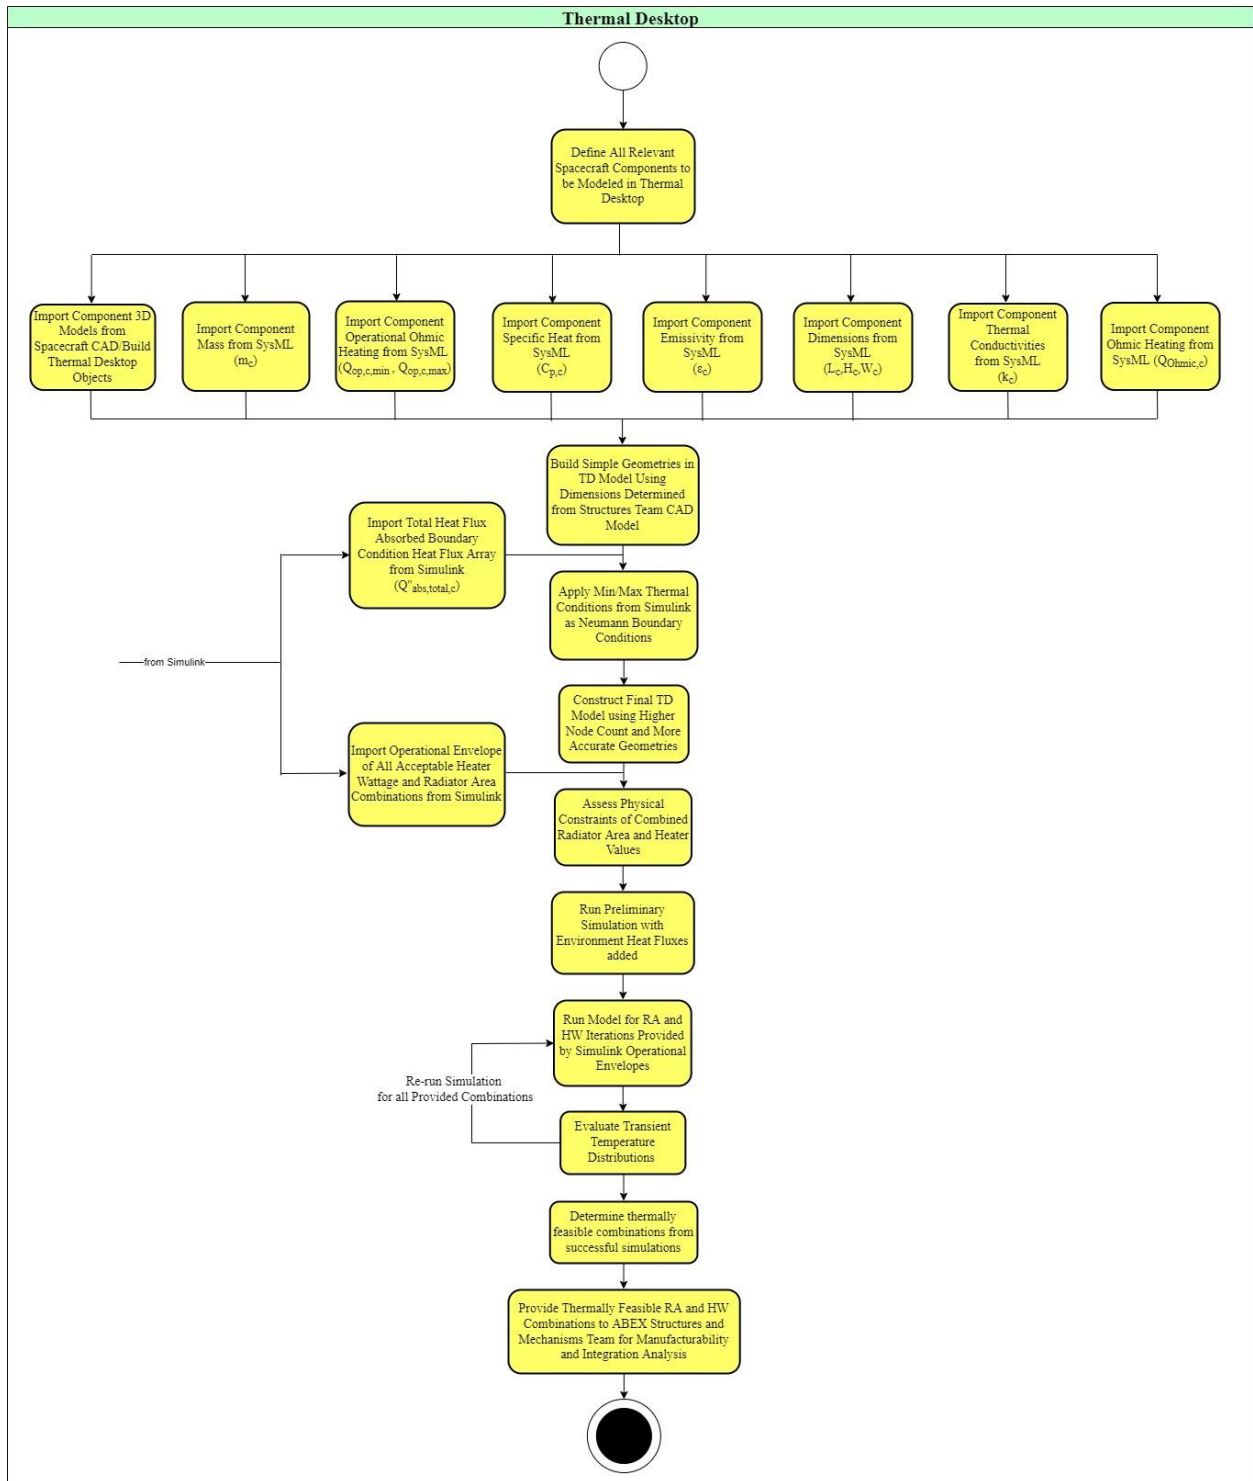 Thermal Desktop
Define All Relevant
Spacecraft Components to
be Modeled in Thermal
Desktop
Import Component 3D
Models from
Spacecraft CAD/Build
Thermal Desktop
Objects
Import Component
Mass from SysML
(mc)
Import Component
Operational Ohmic
Heating from SysML
(Qop,c,min , Qop,c,max)
Import Component
Specific Heat from
SysML
(Cp,c)
Import Component
Emissivity from
SysML
(εc)
Import Component
Dimensions from
SysML
(Lc,Hc,Wc)
Import Component
Thermal
Conductivities
from SysML
(kc)
Import Component
Ohmic Heating from
SysML (QOhmic,c)
Build Simple Geometries in
TD Model Using
Dimensions Determined
from Structures Team CAD
Model
Import Total Heat Flux
Absorbed Boundary
Condition Heat Flux Array
from Simulink
(Q"abs,total,c)
Apply Min/Max Thermal
Conditions from Simulink
as Neumann Boundary
Conditions
from Simulink
Construct Final TD
Model using Higher
Node Count and More
Accurate Geometries
Import Operational Envelope
of All Acceptable Heater
Wattage and Radiator Area
Combinations from Simulink
Assess Physical
Constraints of Combined
Radiator Area and Heater
Values
Run Preliminary
Simulation with
Environment Heat Fluxes
added
Run Model for RA and
HW Iterations Provided
by Simulink Operational
Envelopes
Re-run Simulation
for all Provided Combinations
Evaluate Transient
Temperature
Distributions
Determine thermally
feasible combinations from
successful simulations
Provide Thermally Feasible RA and HW
Combinations to ABEX Structures and
Mechanisms Team for Manufacturability
and Integration Analysis